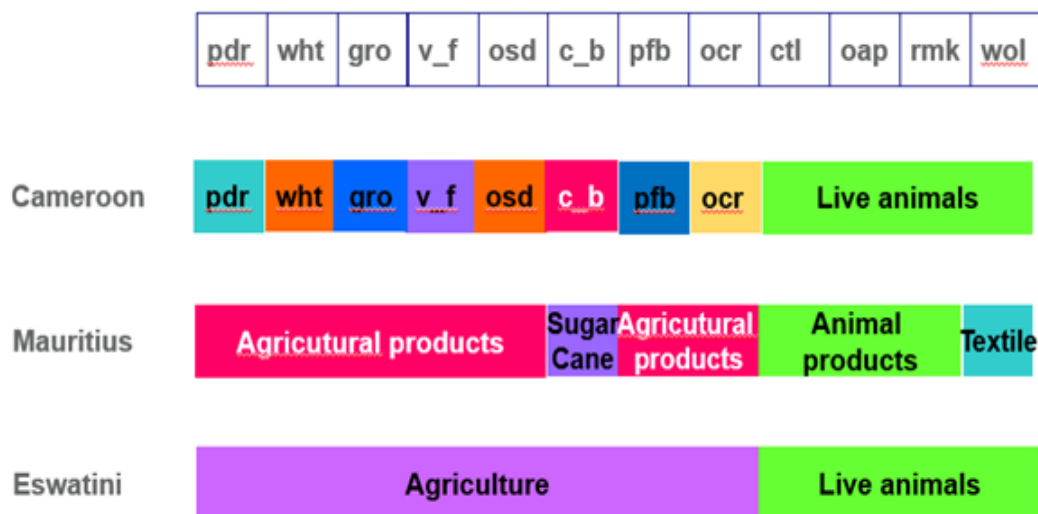 pdr wht gro v_f osd c_b pfb ocr ctl oap rmk wol
Cameroon pdr wht gro v_f osd c_b pfb ocr Live animals
Mauritius Agricutural products Sugar Cane Agricutural products Animal products Textile
Eswatini Agriculture Live animals